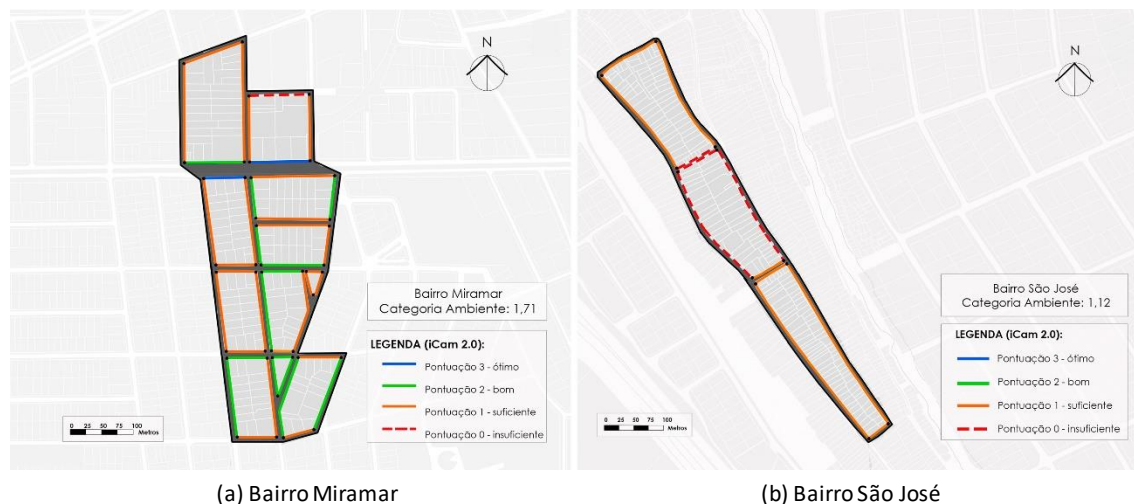 N
Bairro Miramar
Categoria Ambiente: 1,71
LEGENDA (iCam 2.0):
Pontuação 3 - ótimo
Pontuação 2 - bom
Pontuação 1 - suficiente
Pontuação 0 - insuficiente
0 25 50 75 100
Metros
N
Bairro São José
Categoria Ambiente: 1,12
LEGENDA (iCam 2.0):
Pontuação 3 - ótimo
Pontuação 2 - bom
Pontuação 1 - suficiente
Pontuação 0 - insuficiente
0 25 50 75 100
Metros
(a) Bairro Miramar
(b) Bairro São José